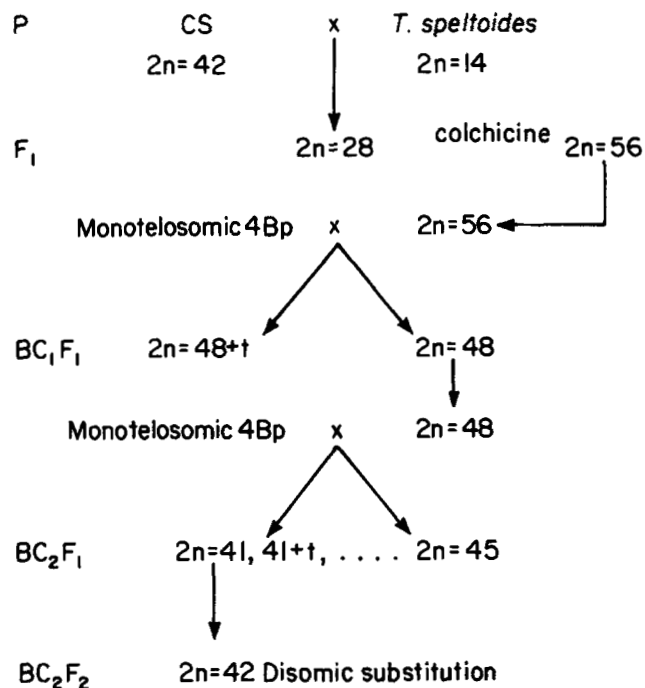 P CS x T. speltoides
2n=42 2n=14
F₁ 2n=28 colchicine 2n=56
Monotelosomic 4Bp x 2n=56
BC₁F₁ 2n=48+t 2n=48
Monotelosomic 4Bp x 2n=48
BC₂F₁ 2n=41, 41+t, .... 2n=45
BC₂F₂ 2n=42 Disomic substitution